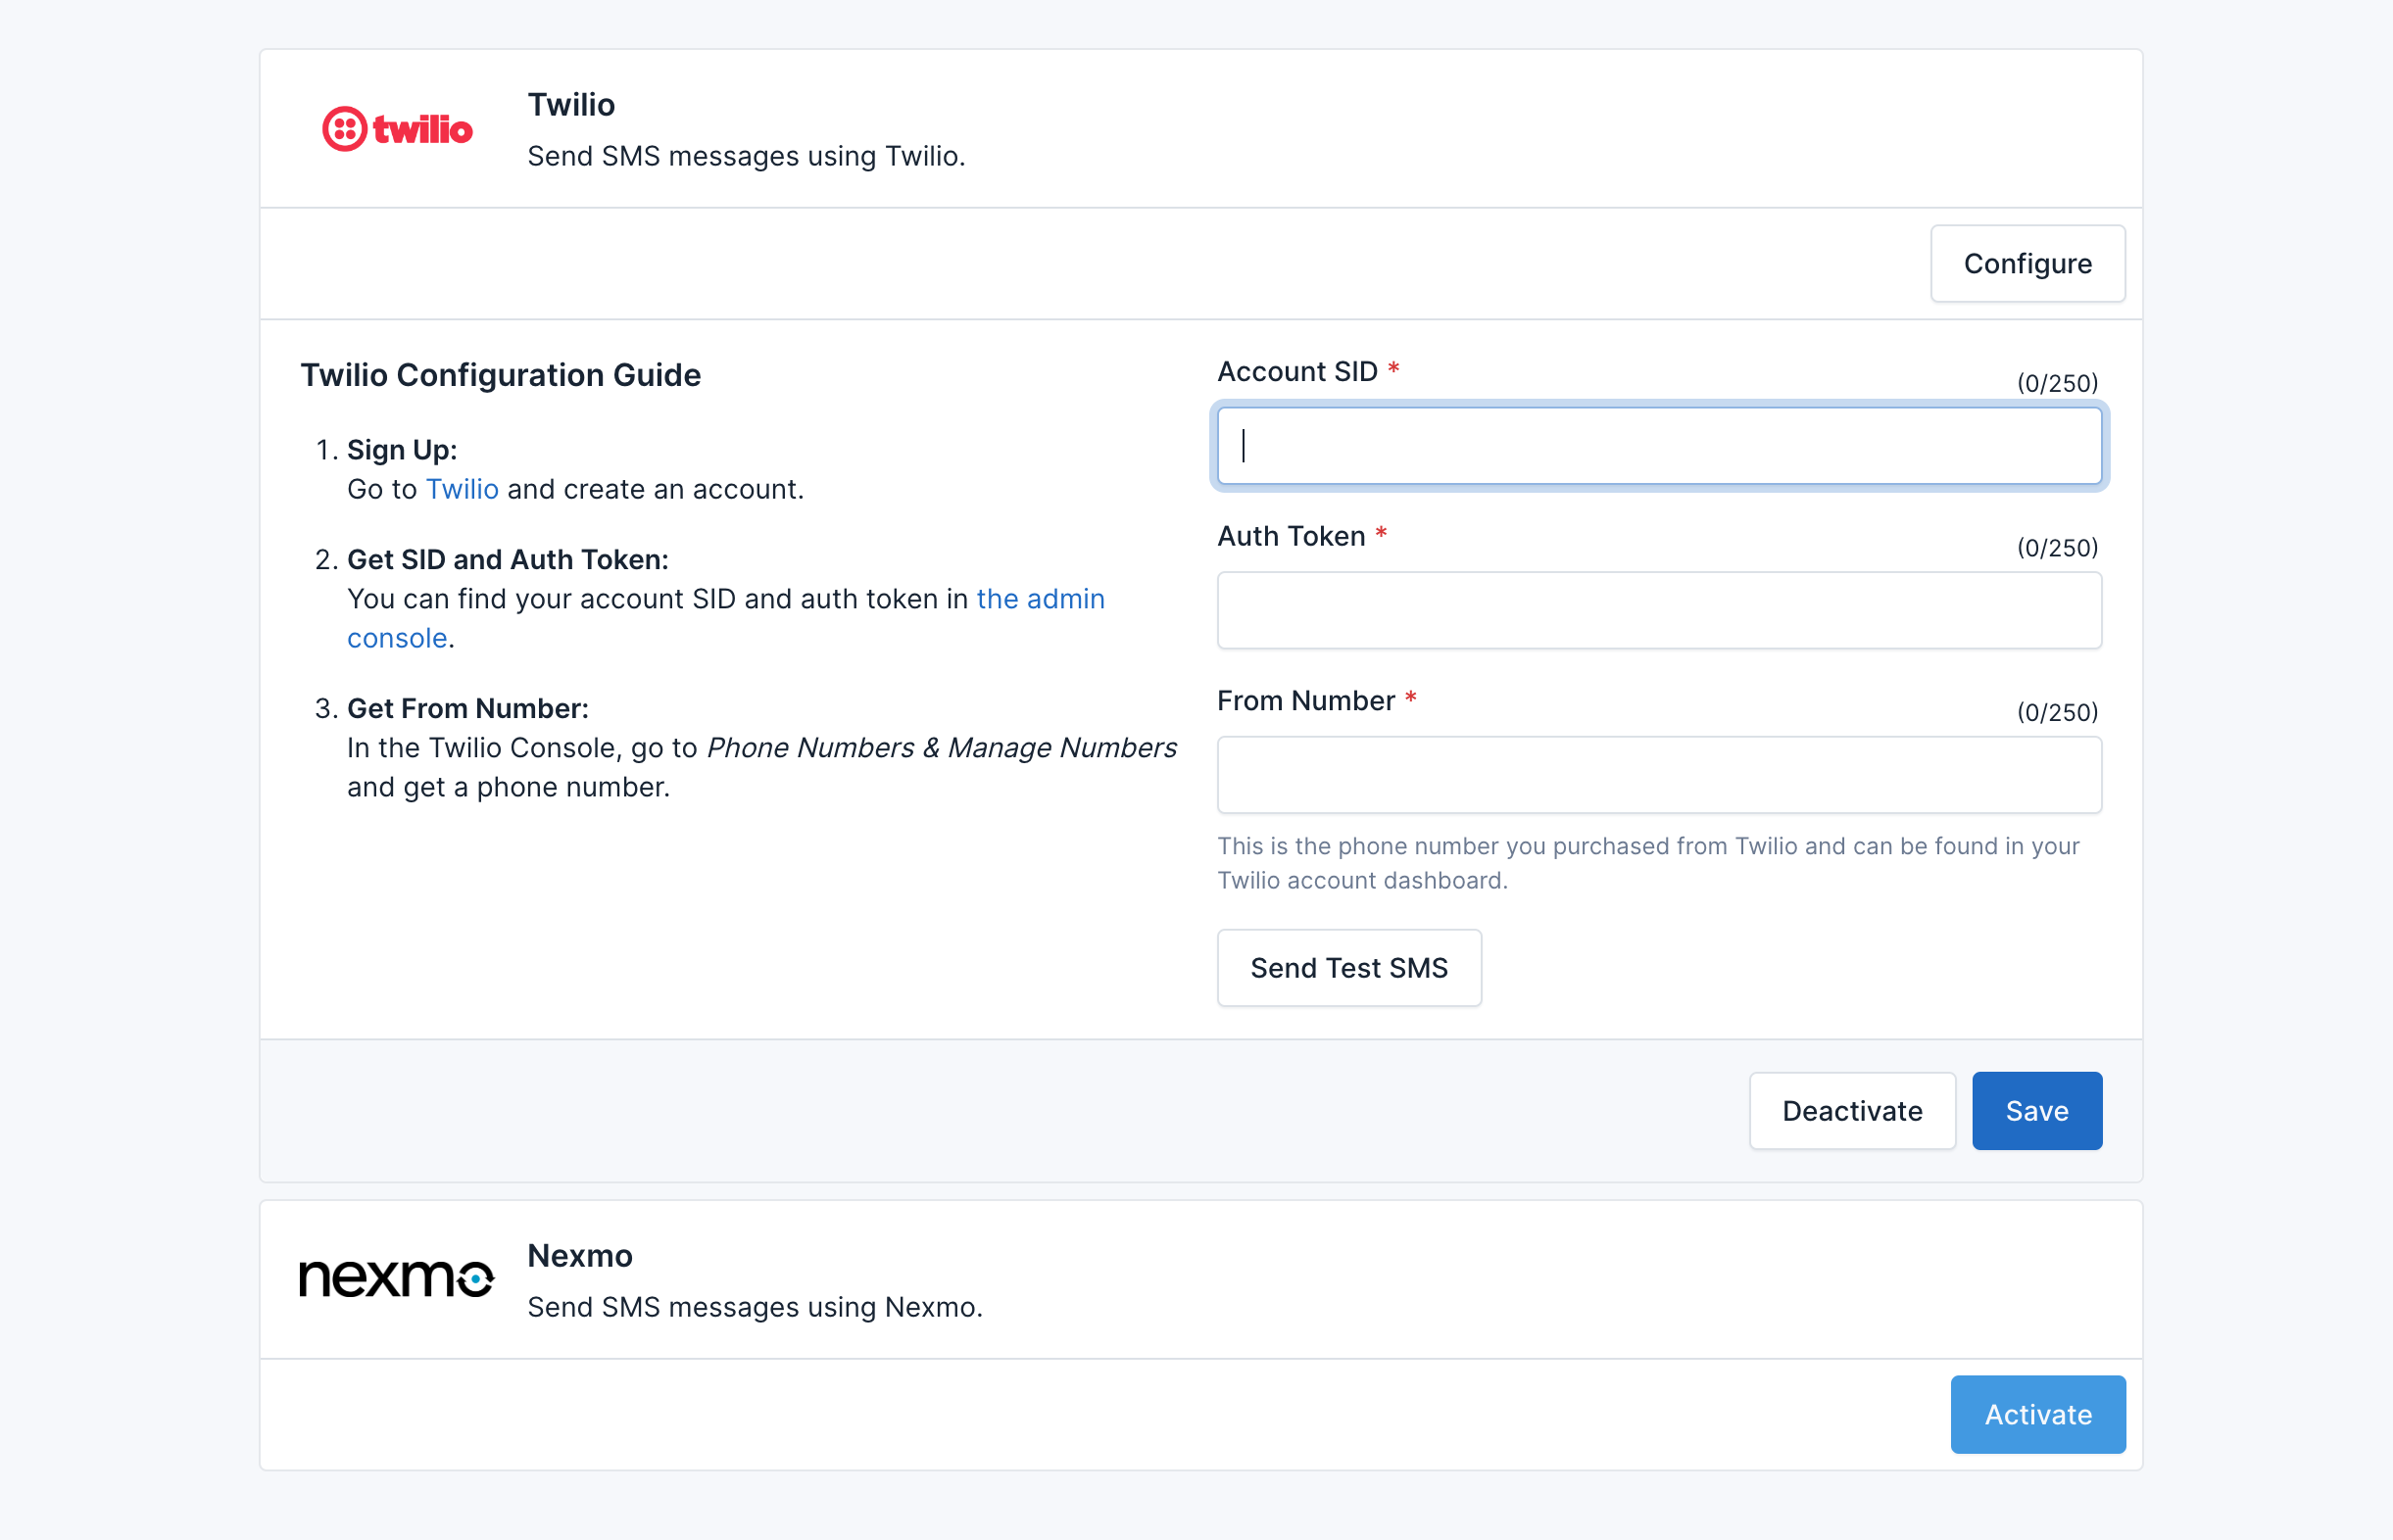 twilio
Twilio
Send SMS messages using Twilio.
Configure
Twilio Configuration Guide
1. Sign Up:
Go to Twilio and create an account.
2. Get SID and Auth Token:
You can find your account SID and auth token in the admin
console.
3. Get From Number:
In the Twilio Console, go to Phone Numbers & Manage Numbers
and get a phone number.
Account SID *
(0/250)
Auth Token *
(0/250)
From Number *
(0/250)
This is the phone number you purchased from Twilio and can be found in your
Twilio account dashboard.
Send Test SMS
Deactivate
Save
nexmo
Nexmo
Send SMS messages using Nexmo.
Activate